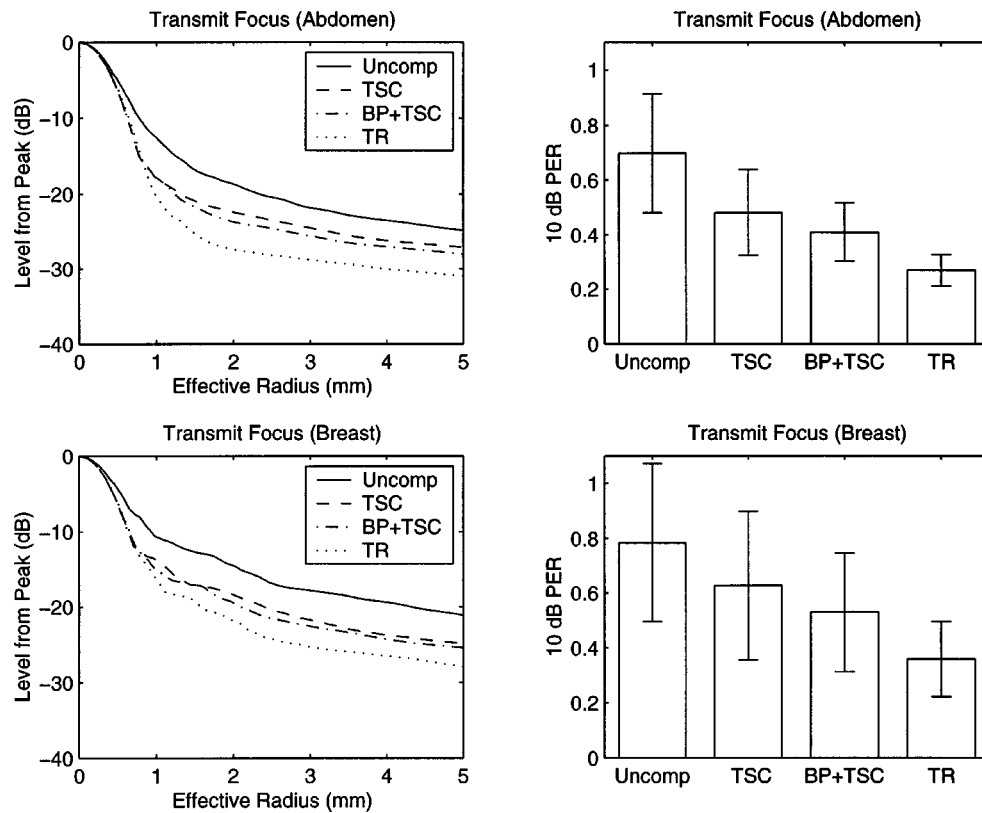 Transmit Focus (Abdomen)
Level from Peak (dB)
0
−10
−20
−30
−40
Uncomp
TSC
BP+TSC
TR
0 1 2 3 4 5
Effective Radius (mm)
Transmit Focus (Abdomen)
10 dB PER
1
0.8
0.6
0.4
0.2
0
Uncomp TSC BP+TSC TR
Transmit Focus (Breast)
Level from Peak (dB)
0
−10
−20
−30
−40
Uncomp
TSC
BP+TSC
TR
0 1 2 3 4 5
Effective Radius (mm)
Transmit Focus (Breast)
10 dB PER
1
0.8
0.6
0.4
0.2
0
Uncomp TSC BP+TSC TR